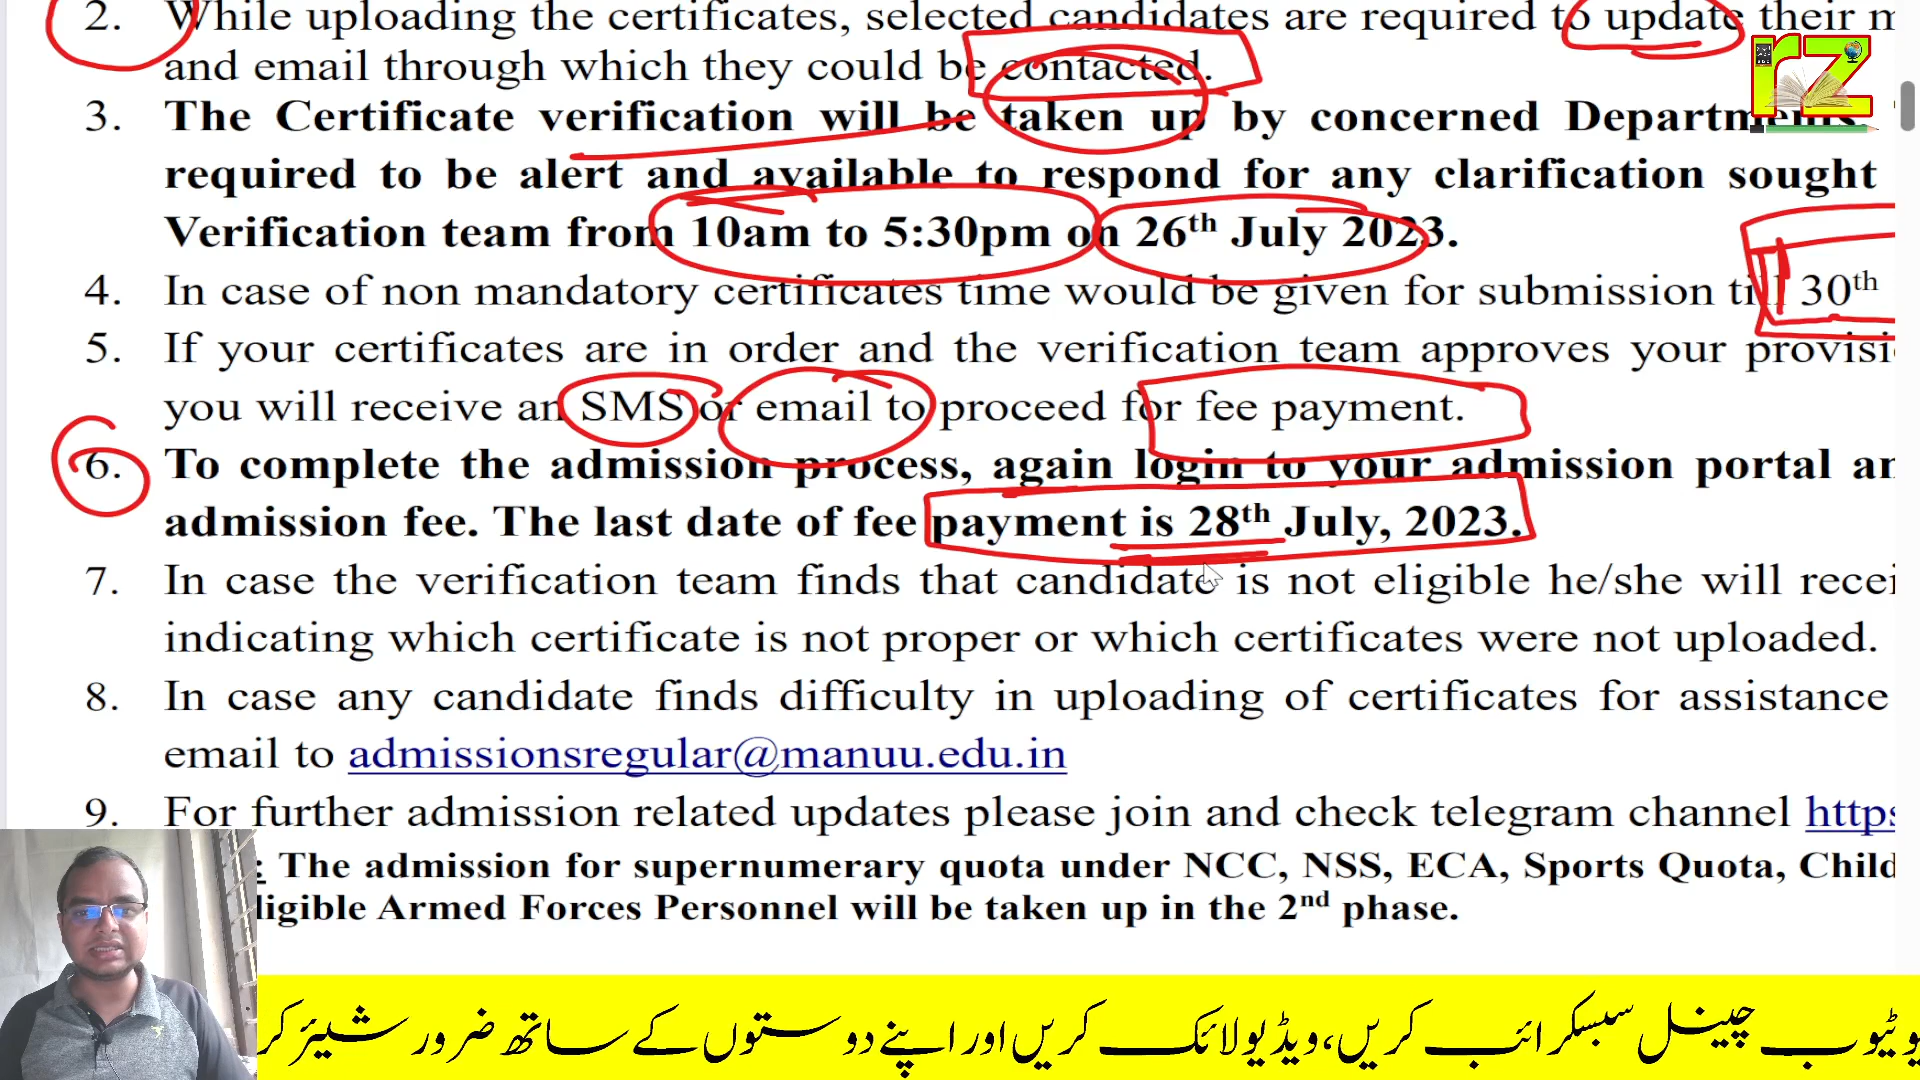 2. While uploading the certificates, selected candidates are required to update their m
and email through which they could be contacted.
rz
3. The Certificate verification will be taken up by concerned Departments.
required to be alert and available to respond for any clarification sought
Verification team from 10am to 5:30pm on 26th July 2023.
4. In case of non mandatory certificates time would be given for submission till 30th
5. If your certificates are in order and the verification team approves your provisi
you will receive an SMS or email to proceed for fee payment.
6. To complete the admission process, again login to your admission portal an
admission fee. The last date of fee payment is 28th July, 2023.
7. In case the verification team finds that candidate is not eligible he/she will recei
indicating which certificate is not proper or which certificates were not uploaded.
8. In case any candidate finds difficulty in uploading of certificates for assistance
email to admissionsregular@manuu.edu.in
9. For further admission related updates please join and check telegram channel https
: The admission for supernumerary quota under NCC, NSS, ECA, Sports Quota, Child
ligible Armed Forces Personnel will be taken up in the 2nd phase.
یوٹیوب چینل سبسکرائب کریں، ویڈیو لائک کریں اور اپنے دوستوں کے ساتھ ضرور شیئر کر